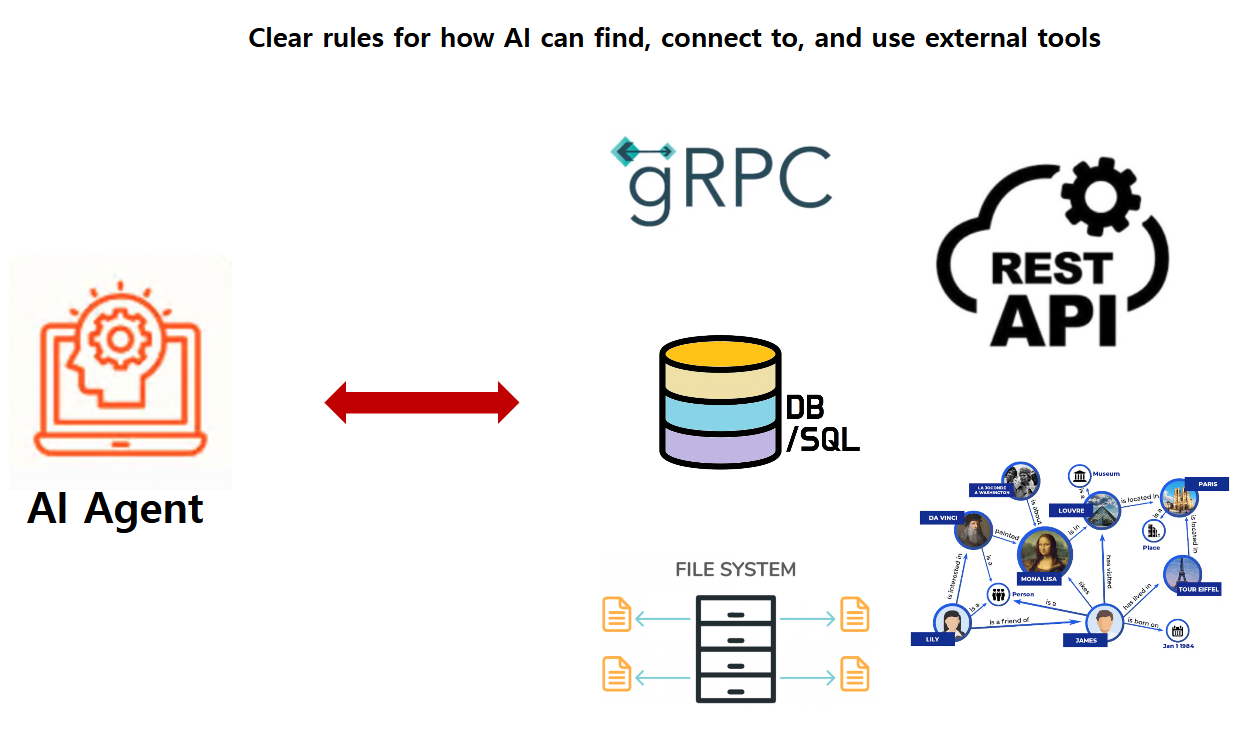 Clear rules for how AI can find, connect to, and use external tools
gRPC
REST
API
DB
/SQL
AI Agent
FILE SYSTEM
LA JOCONDE
A WASHINGTON
Museum
is a
is located in
PARIS
LOUVRE
is about
DA VINCI
painted
is in
is a
Place
is located in
is a
MONA LISA
is interested in
has visited
TOUR EIFFEL
Person
likes
has lived in
is a
is a
LILY
is a friend of
JAMES
is born on
Jan 1 1984